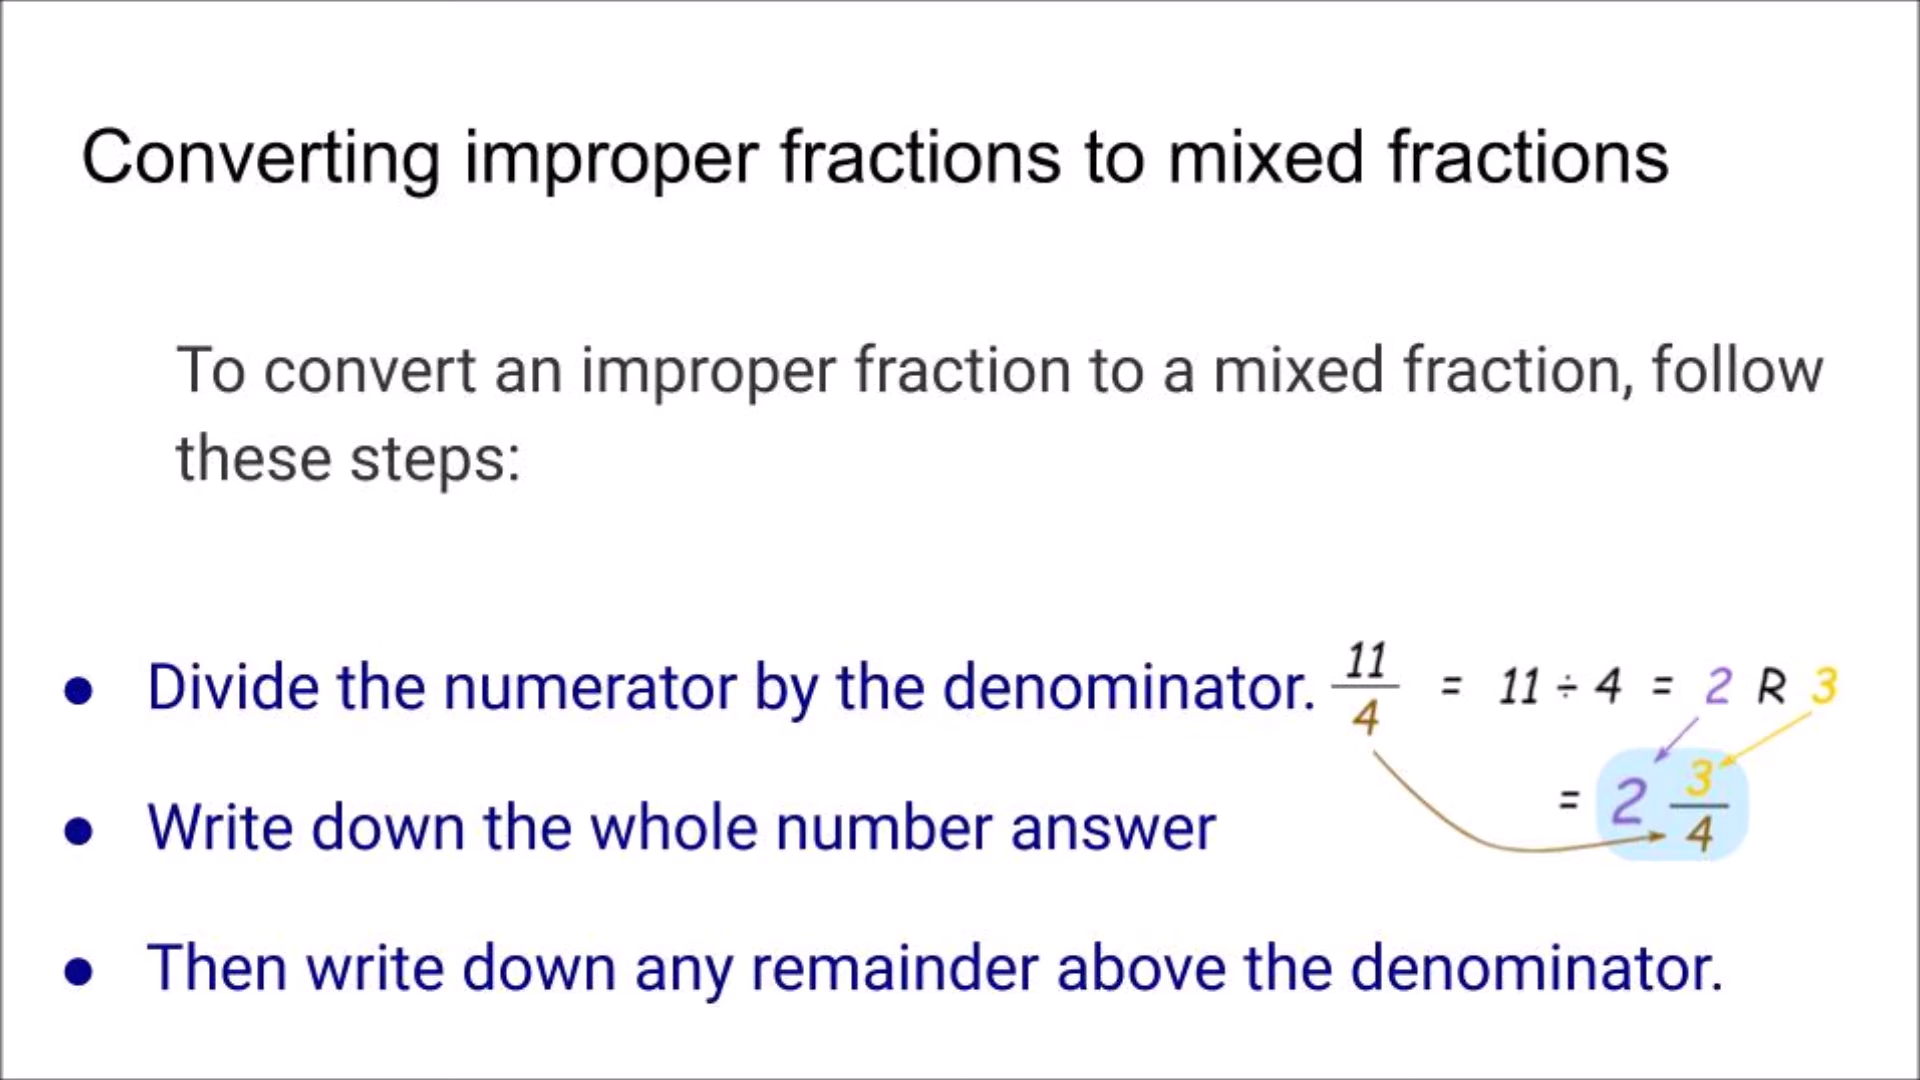 Converting improper fractions to mixed fractions
To convert an improper fraction to a mixed fraction, follow
these steps:
● Divide the numerator by the denominator.
11/4 = 11 ÷ 4 = 2 R 3
= 2 3/4
● Write down the whole number answer
● Then write down any remainder above the denominator.